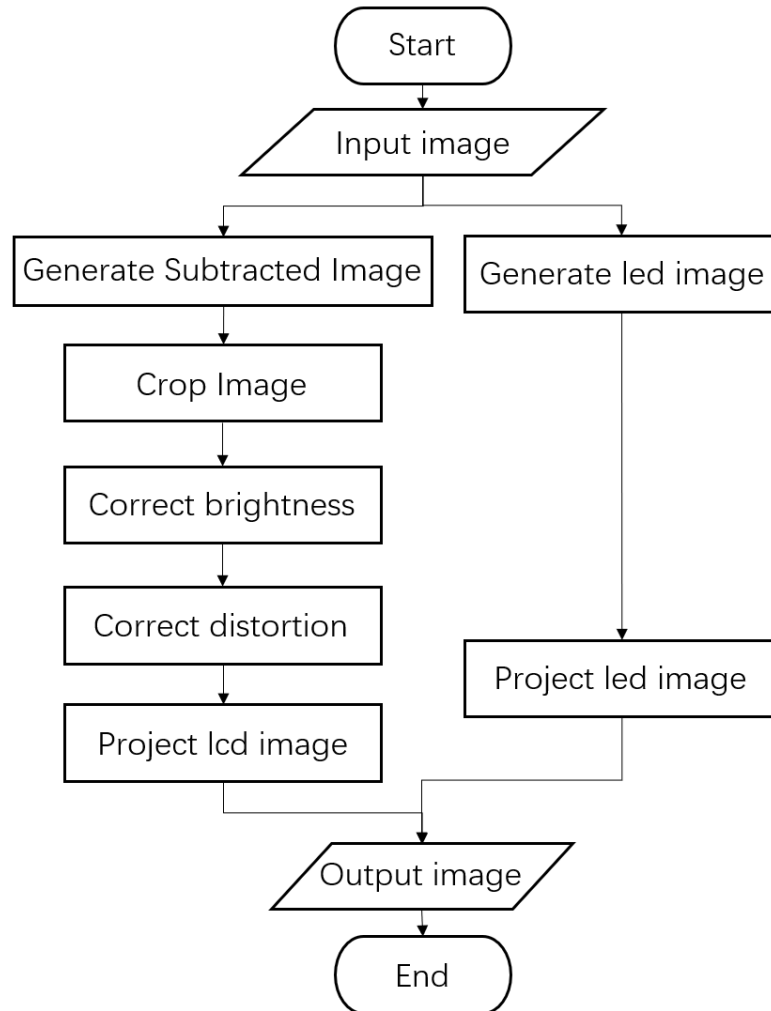 Start
Input image
Generate Subtracted Image
Generate led image
Crop Image
Correct brightness
Correct distortion
Project led image
Project lcd image
Output image
End